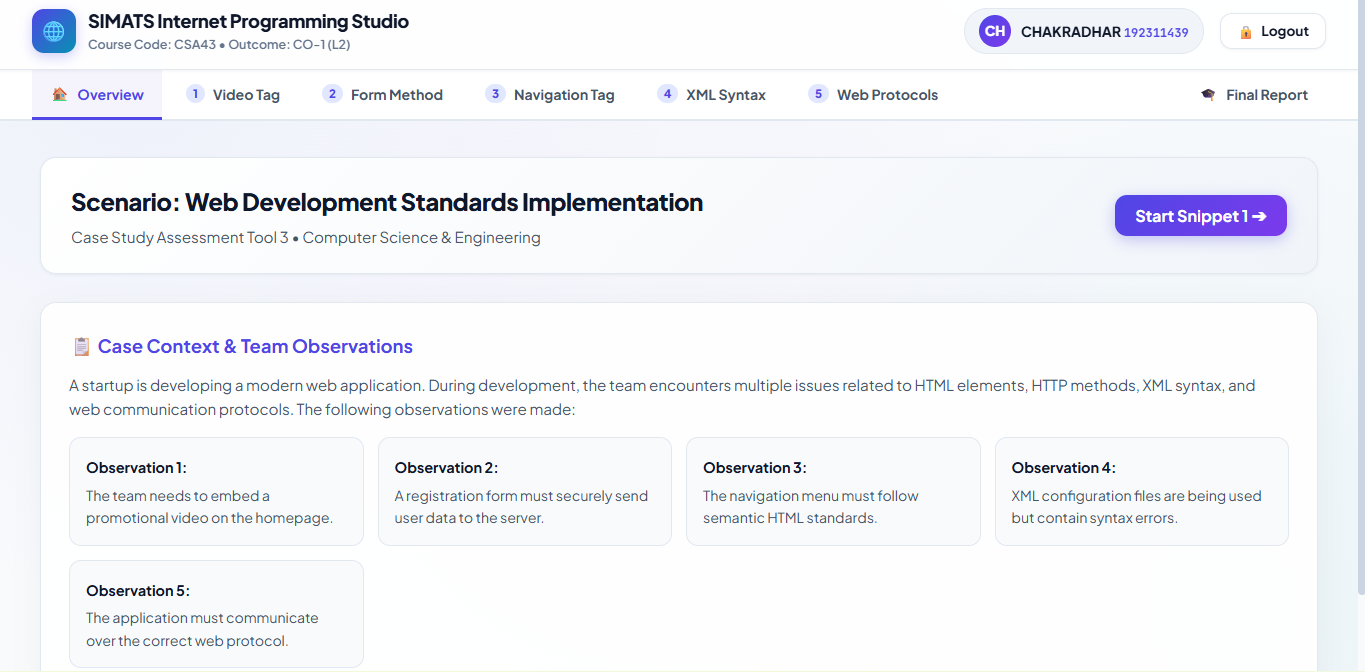 SIMATS Internet Programming Studio
Course Code: CSA43 • Outcome: CO-1 (L2)
CH CHAKRADHAR 192311439
Logout
Overview
1 Video Tag
2 Form Method
3 Navigation Tag
4 XML Syntax
5 Web Protocols
Final Report
Scenario: Web Development Standards Implementation
Case Study Assessment Tool 3 • Computer Science & Engineering
Start Snippet 1 ➔
Case Context & Team Observations
A startup is developing a modern web application. During development, the team encounters multiple issues related to HTML elements, HTTP methods, XML syntax, and
web communication protocols. The following observations were made:
Observation 1:
The team needs to embed a
promotional video on the homepage.
Observation 2:
A registration form must securely send
user data to the server.
Observation 3:
The navigation menu must follow
semantic HTML standards.
Observation 4:
XML configuration files are being used
but contain syntax errors.
Observation 5:
The application must communicate
over the correct web protocol.